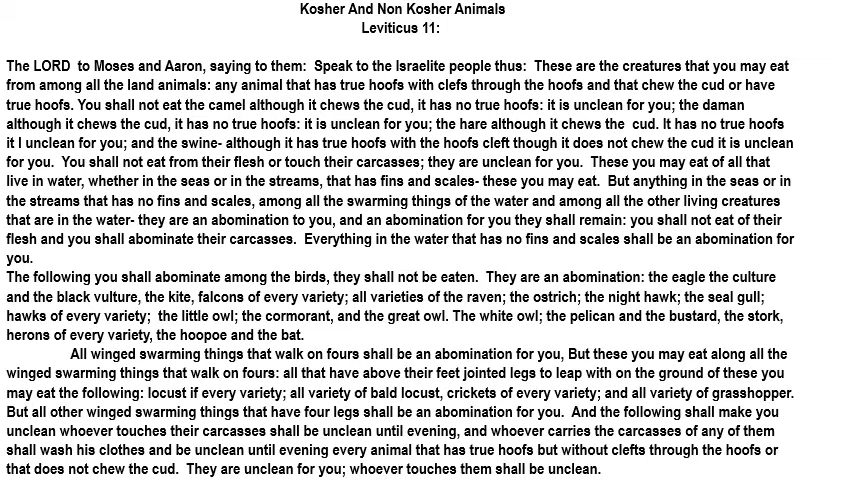 Kosher And Non Kosher Animals
Leviticus 11:
The LORD  to Moses and Aaron, saying to them:  Speak to the Israelite people thus:  These are the creatures that you may eat
from among all the land animals: any animal that has true hoofs with clefs through the hoofs and that chew the cud or have
true hoofs. You shall not eat the camel although it chews the cud, it has no true hoofs: it is unclean for you; the daman
although it chews the cud, it has no true hoofs: it is unclean for you; the hare although it chews the  cud. It has no true hoofs
it I unclean for you; and the swine- although it has true hoofs with the hoofs cleft though it does not chew the cud it is unclean
for you.  You shall not eat from their flesh or touch their carcasses; they are unclean for you.  These you may eat of all that
live in water, whether in the seas or in the streams, that has fins and scales- these you may eat.  But anything in the seas or in
the streams that has no fins and scales, among all the swarming things of the water and among all the other living creatures
that are in the water- they are an abomination to you, and an abomination for you they shall remain: you shall not eat of their
flesh and you shall abominate their carcasses.  Everything in the water that has no fins and scales shall be an abomination for
you.
The following you shall abominate among the birds, they shall not be eaten.  They are an abomination: the eagle the culture
and the black vulture, the kite, falcons of every variety; all varieties of the raven; the ostrich; the night hawk; the seal gull;
hawks of every variety;  the little owl; the cormorant, and the great owl. The white owl; the pelican and the bustard, the stork,
herons of every variety, the hoopoe and the bat.
All winged swarming things that walk on fours shall be an abomination for you, But these you may eat along all the
winged swarming things that walk on fours: all that have above their feet jointed legs to leap with on the ground of these you
may eat the following: locust if every variety; all variety of bald locust, crickets of every variety; and all variety of grasshopper.
But all other winged swarming things that have four legs shall be an abomination for you.  And the following shall make you
unclean whoever touches their carcasses shall be unclean until evening, and whoever carries the carcasses of any of them
shall wash his clothes and be unclean until evening every animal that has true hoofs but without clefts through the hoofs or
that does not chew the cud.  They are unclean for you; whoever touches them shall be unclean.